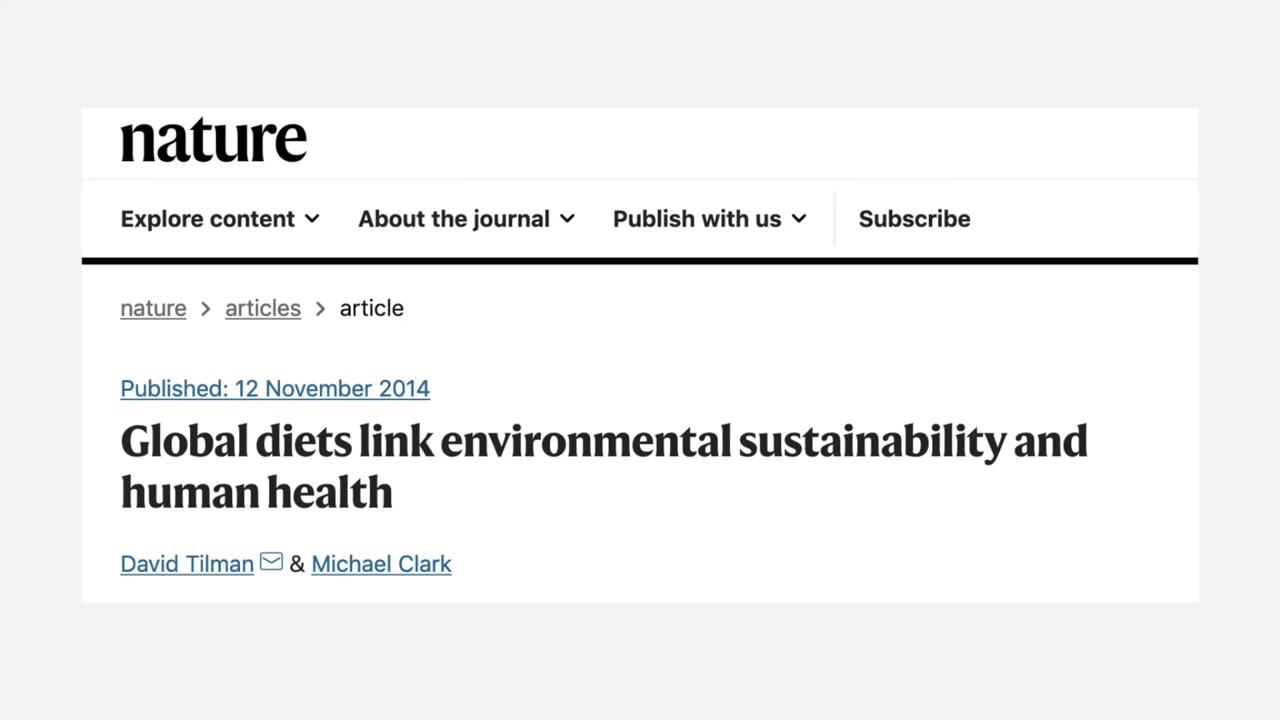 nature
Explore content About the journal Publish with us Subscribe
nature > articles > article
Published: 12 November 2014
Global diets link environmental sustainability and
human health
David Tilman & Michael Clark